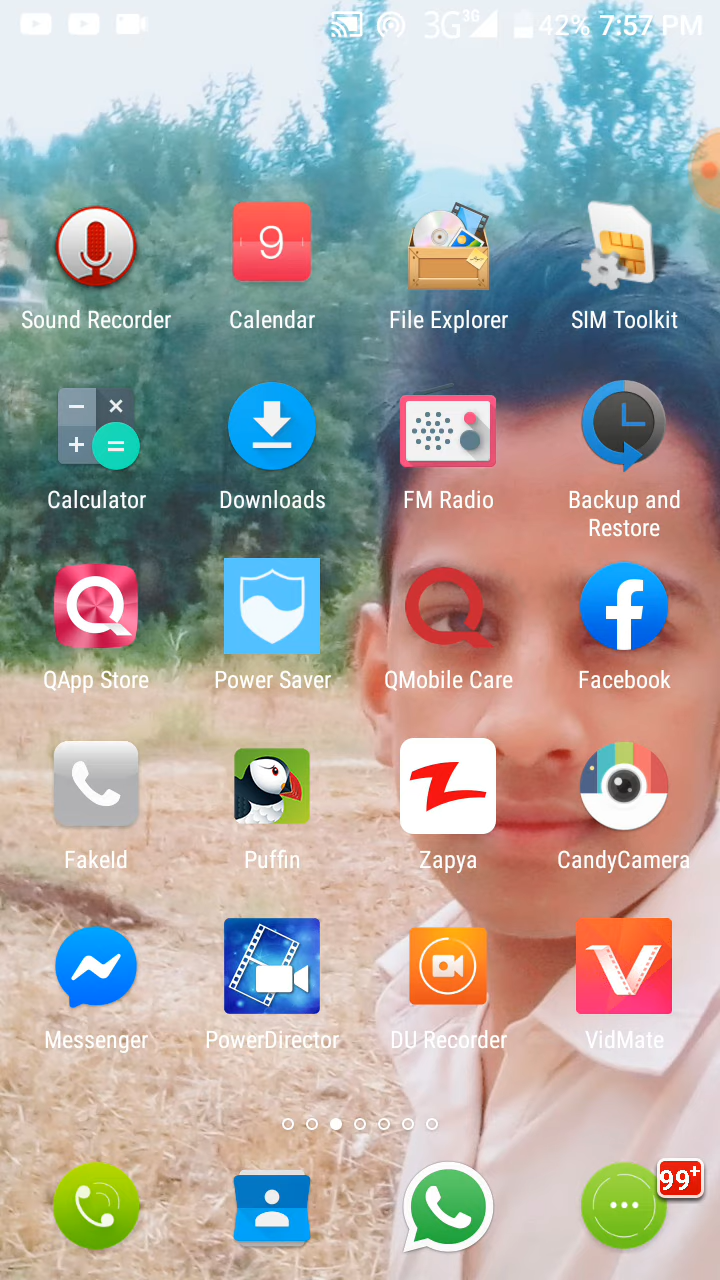 3G 3G 42% 7:57 PM
9
Sound Recorder Calendar File Explorer SIM Toolkit
Calculator Downloads FM Radio Backup and
Restore
QApp Store Power Saver QMobile Care Facebook
FakeId Puffin Zapya CandyCamera
Messenger PowerDirector DU Recorder VidMate
99+